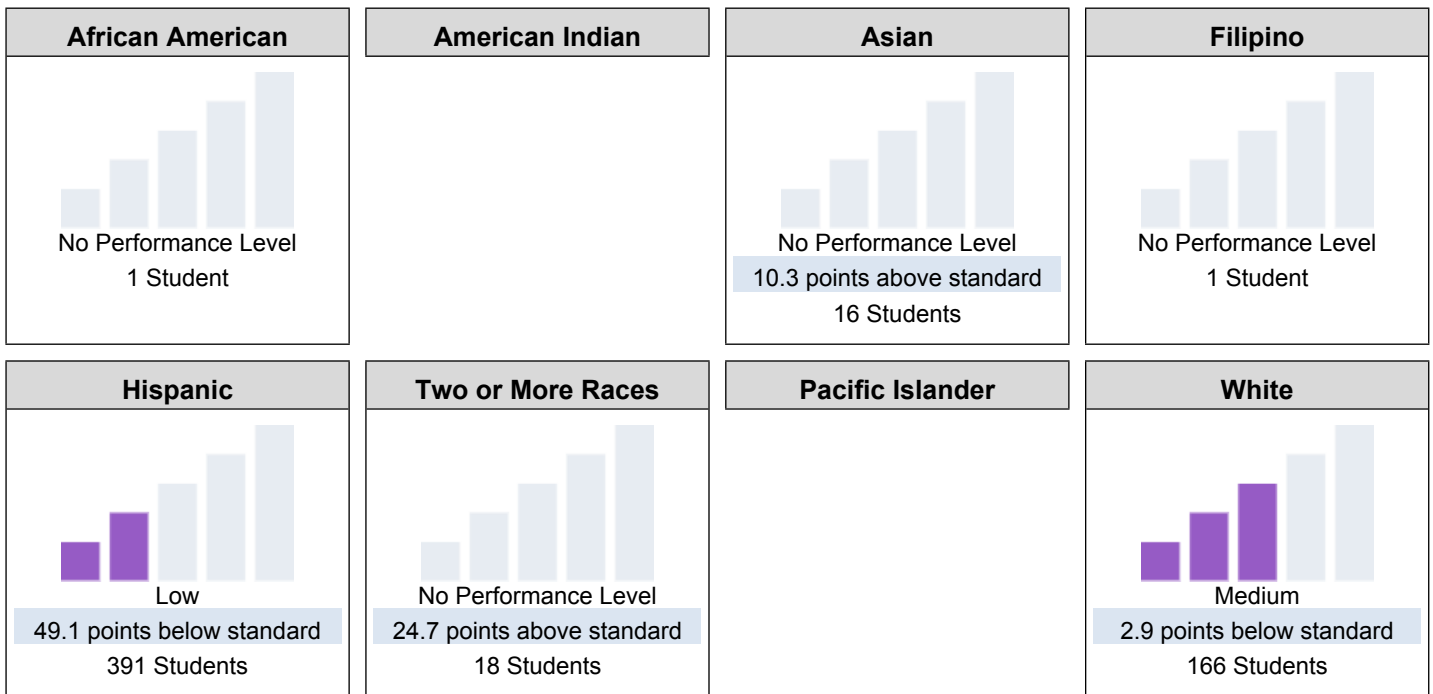 African American
No Performance Level
1 Student
American Indian
Asian
No Performance Level
10.3 points above standard
16 Students
Filipino
No Performance Level
1 Student
Hispanic
Low
49.1 points below standard
391 Students
Two or More Races
No Performance Level
24.7 points above standard
18 Students
Pacific Islander
White
Medium
2.9 points below standard
166 Students